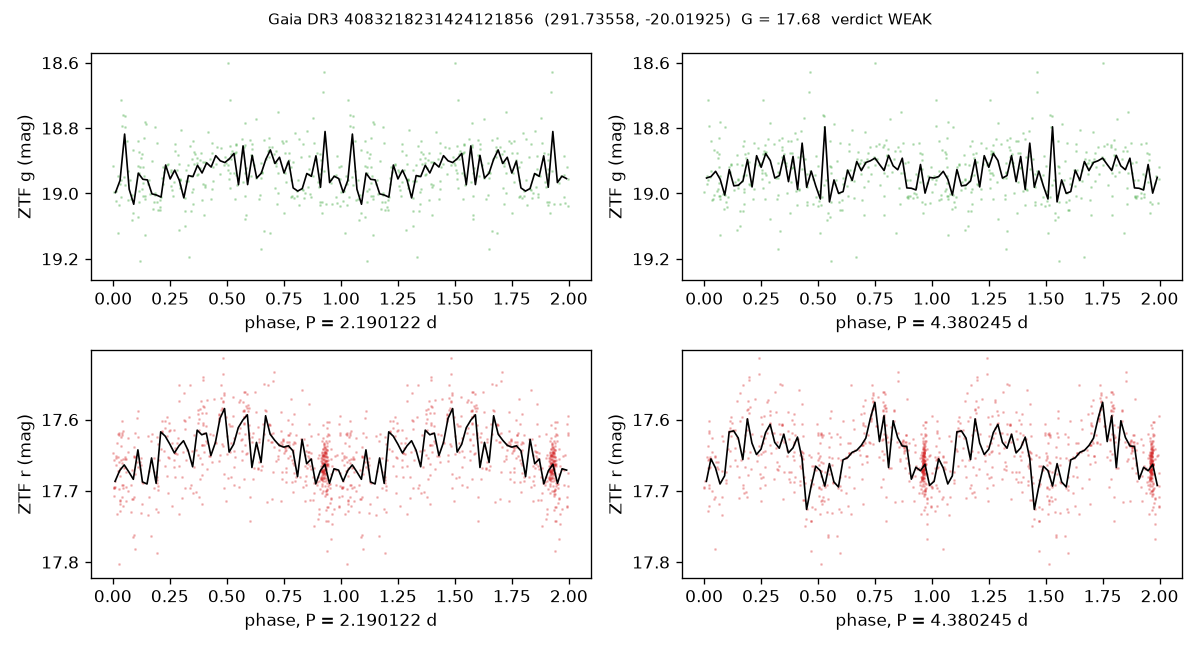 Gaia DR3 4083218231424121856  (291.73558, -20.01925)  G = 17.68  verdict WEAK
ZTF g (mag)
18.6
18.8
19.0
19.2
0.00 0.25 0.50 0.75 1.00 1.25 1.50 1.75 2.00
phase, P = 2.190122 d
ZTF g (mag)
18.6
18.8
19.0
19.2
0.00 0.25 0.50 0.75 1.00 1.25 1.50 1.75 2.00
phase, P = 4.380245 d
ZTF r (mag)
17.6
17.7
17.8
0.00 0.25 0.50 0.75 1.00 1.25 1.50 1.75 2.00
phase, P = 2.190122 d
ZTF r (mag)
17.6
17.7
17.8
0.00 0.25 0.50 0.75 1.00 1.25 1.50 1.75 2.00
phase, P = 4.380245 d